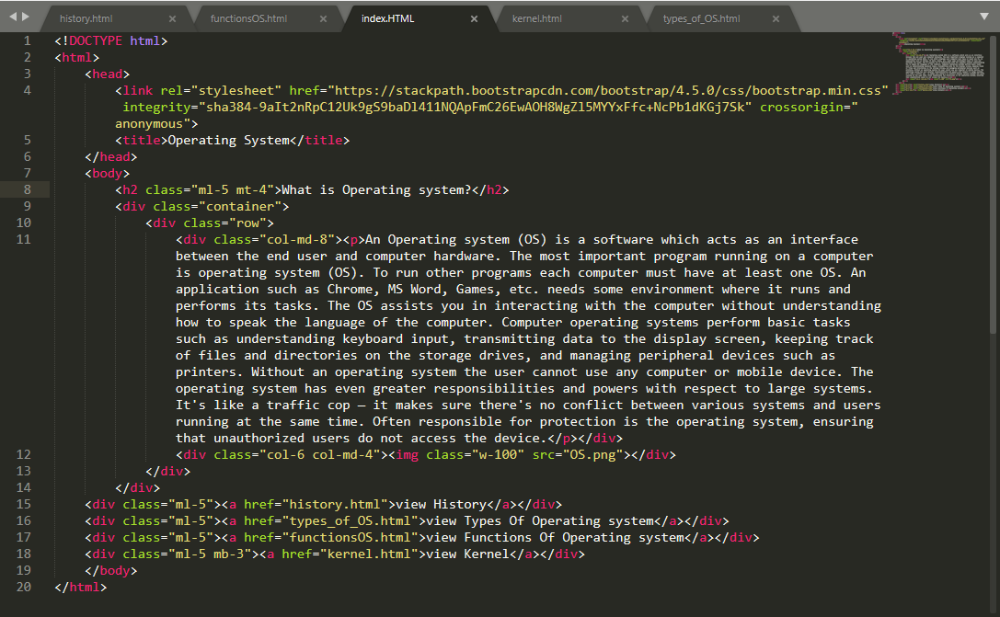 history.html × functionsOS.html × index.HTML × kernel.html × types_of_OS.html ×
1 <!DOCTYPE html>
2 <html>
3 <head>
4 <link rel="stylesheet" href="https://stackpath.bootstrapcdn.com/bootstrap/4.5.0/css/bootstrap.min.css"
integrity="sha384-9aIt2nRpC12Uk9gS9baDl411NQApFmC26EwAOH8WgZl5MYYxFfc+NcPb1dKGj7Sk" crossorigin="
anonymous">
5 <title>Operating System</title>
6 </head>
7 <body>
8 <h2 class="ml-5 mt-4">What is Operating system?</h2>
9 <div class="container">
10 <div class="row">
11 <div class="col-md-8"><p>An Operating system (OS) is a software which acts as an interface
between the end user and computer hardware. The most important program running on a computer
is operating system (OS). To run other programs each computer must have at least one OS. An
application such as Chrome, MS Word, Games, etc. needs some environment where it runs and
performs its tasks. The OS assists you in interacting with the computer without understanding
how to speak the language of the computer. Computer operating systems perform basic tasks
such as understanding keyboard input, transmitting data to the display screen, keeping track
of files and directories on the storage drives, and managing peripheral devices such as
printers. Without an operating system the user cannot use any computer or mobile device. The
operating system has even greater responsibilities and powers with respect to large systems.
It's like a traffic cop — it makes sure there's no conflict between various systems and users
running at the same time. Often responsible for protection is the operating system, ensuring
that unauthorized users do not access the device.</p></div>
12 <div class="col-6 col-md-4"><img class="w-100" src="OS.png"></div>
13 </div>
14 </div>
15 <div class="ml-5"><a href="history.html">view History</a></div>
16 <div class="ml-5"><a href="types_of_OS.html">view Types Of Operating system</a></div>
17 <div class="ml-5"><a href="functionsOS.html">view Functions Of Operating system</a></div>
18 <div class="ml-5 mb-3"><a href="kernel.html">view Kernel</a></div>
19 </body>
20 </html>